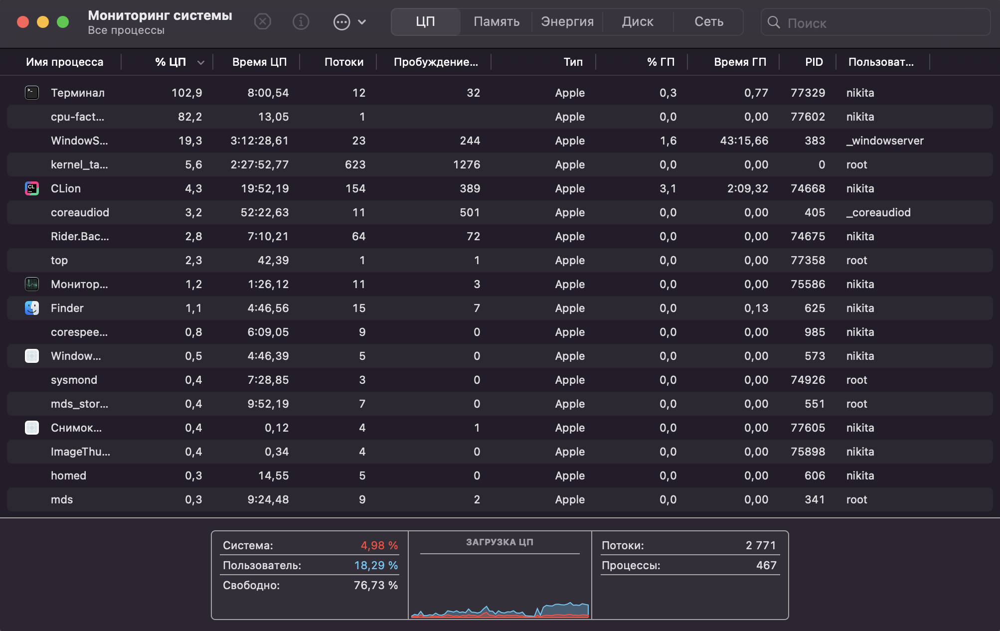 Мониторинг системы
Все процессы
ЦП Память Энергия Диск Сеть Поиск
Имя процесса % ЦП Время ЦП Потоки Пробуждение... Тип % ГП Время ГП PID Пользоват...
Терминал 102,9 8:00,54 12 32 Apple 0,3 0,77 77329 nikita
cpu-fact... 82,2 13,05 1 Apple 0,0 0,00 77602 nikita
WindowS... 19,3 3:12:28,61 23 244 Apple 1,6 43:15,66 383 _windowserver
kernel_ta... 5,6 2:27:52,77 623 1276 Apple 0,0 0,00 0 root
CL CLion 4,3 19:52,19 154 389 Apple 3,1 2:09,32 74668 nikita
coreaudiod 3,2 52:22,63 11 501 Apple 0,0 0,00 405 _coreaudiod
Rider.Bac... 2,8 7:10,21 64 72 Apple 0,0 0,00 74675 nikita
top 2,3 42,39 1 1 Apple 0,0 0,00 77358 root
Монитор... 1,2 1:26,12 11 3 Apple 0,0 0,00 75586 nikita
Finder 1,1 4:46,56 15 7 Apple 0,0 0,13 625 nikita
corespee... 0,8 6:09,05 9 0 Apple 0,0 0,00 985 nikita
Window... 0,5 4:46,39 5 0 Apple 0,0 0,00 573 nikita
sysmond 0,4 7:28,85 3 0 Apple 0,0 0,00 74926 root
mds_stor... 0,4 9:52,19 7 0 Apple 0,0 0,00 551 root
Снимок... 0,4 0,12 4 1 Apple 0,0 0,00 77605 nikita
ImageThu... 0,4 0,34 4 0 Apple 0,0 0,00 75898 nikita
homed 0,3 14,55 5 0 Apple 0,0 0,00 606 nikita
mds 0,3 9:24,48 9 2 Apple 0,0 0,00 341 root
Система: 4,98 %
Пользователь: 18,29 %
Свободно: 76,73 %
ЗАГРУЗКА ЦП
Потоки: 2 771
Процессы: 467